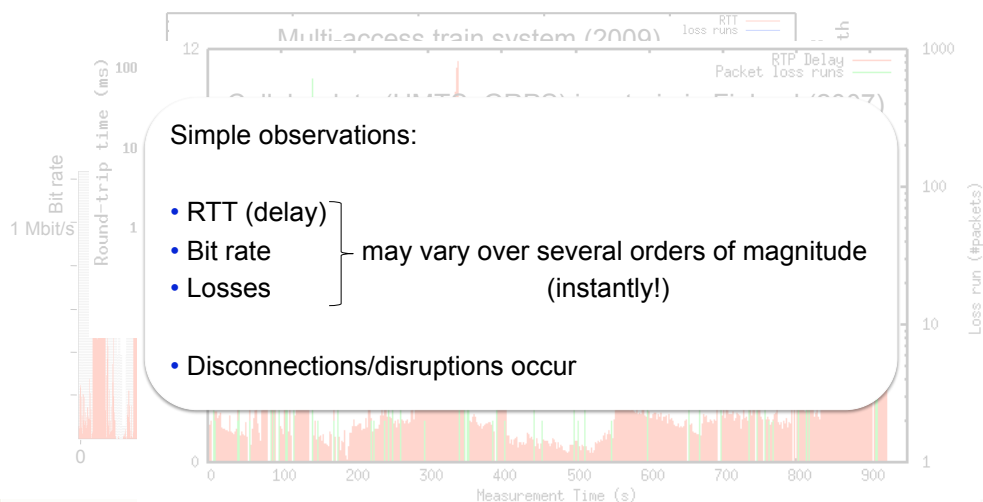 RTT
Multi-access train system (2009)
loss runs
12
1000
RTP Delay
Packet loss runs
100
(2007)
Simple observations:
• RTT (delay)
• Bit rate
• Losses
may vary over several orders of magnitude
(instantly!)
• Disconnections/disruptions occur
Round-trip time (ms)
10
1
Bit rate
1 Mbit/s
0
100
10
1
Loss run (#packets)
0
0
100
200
300
400
500
600
700
800
900
Measurement Time (s)